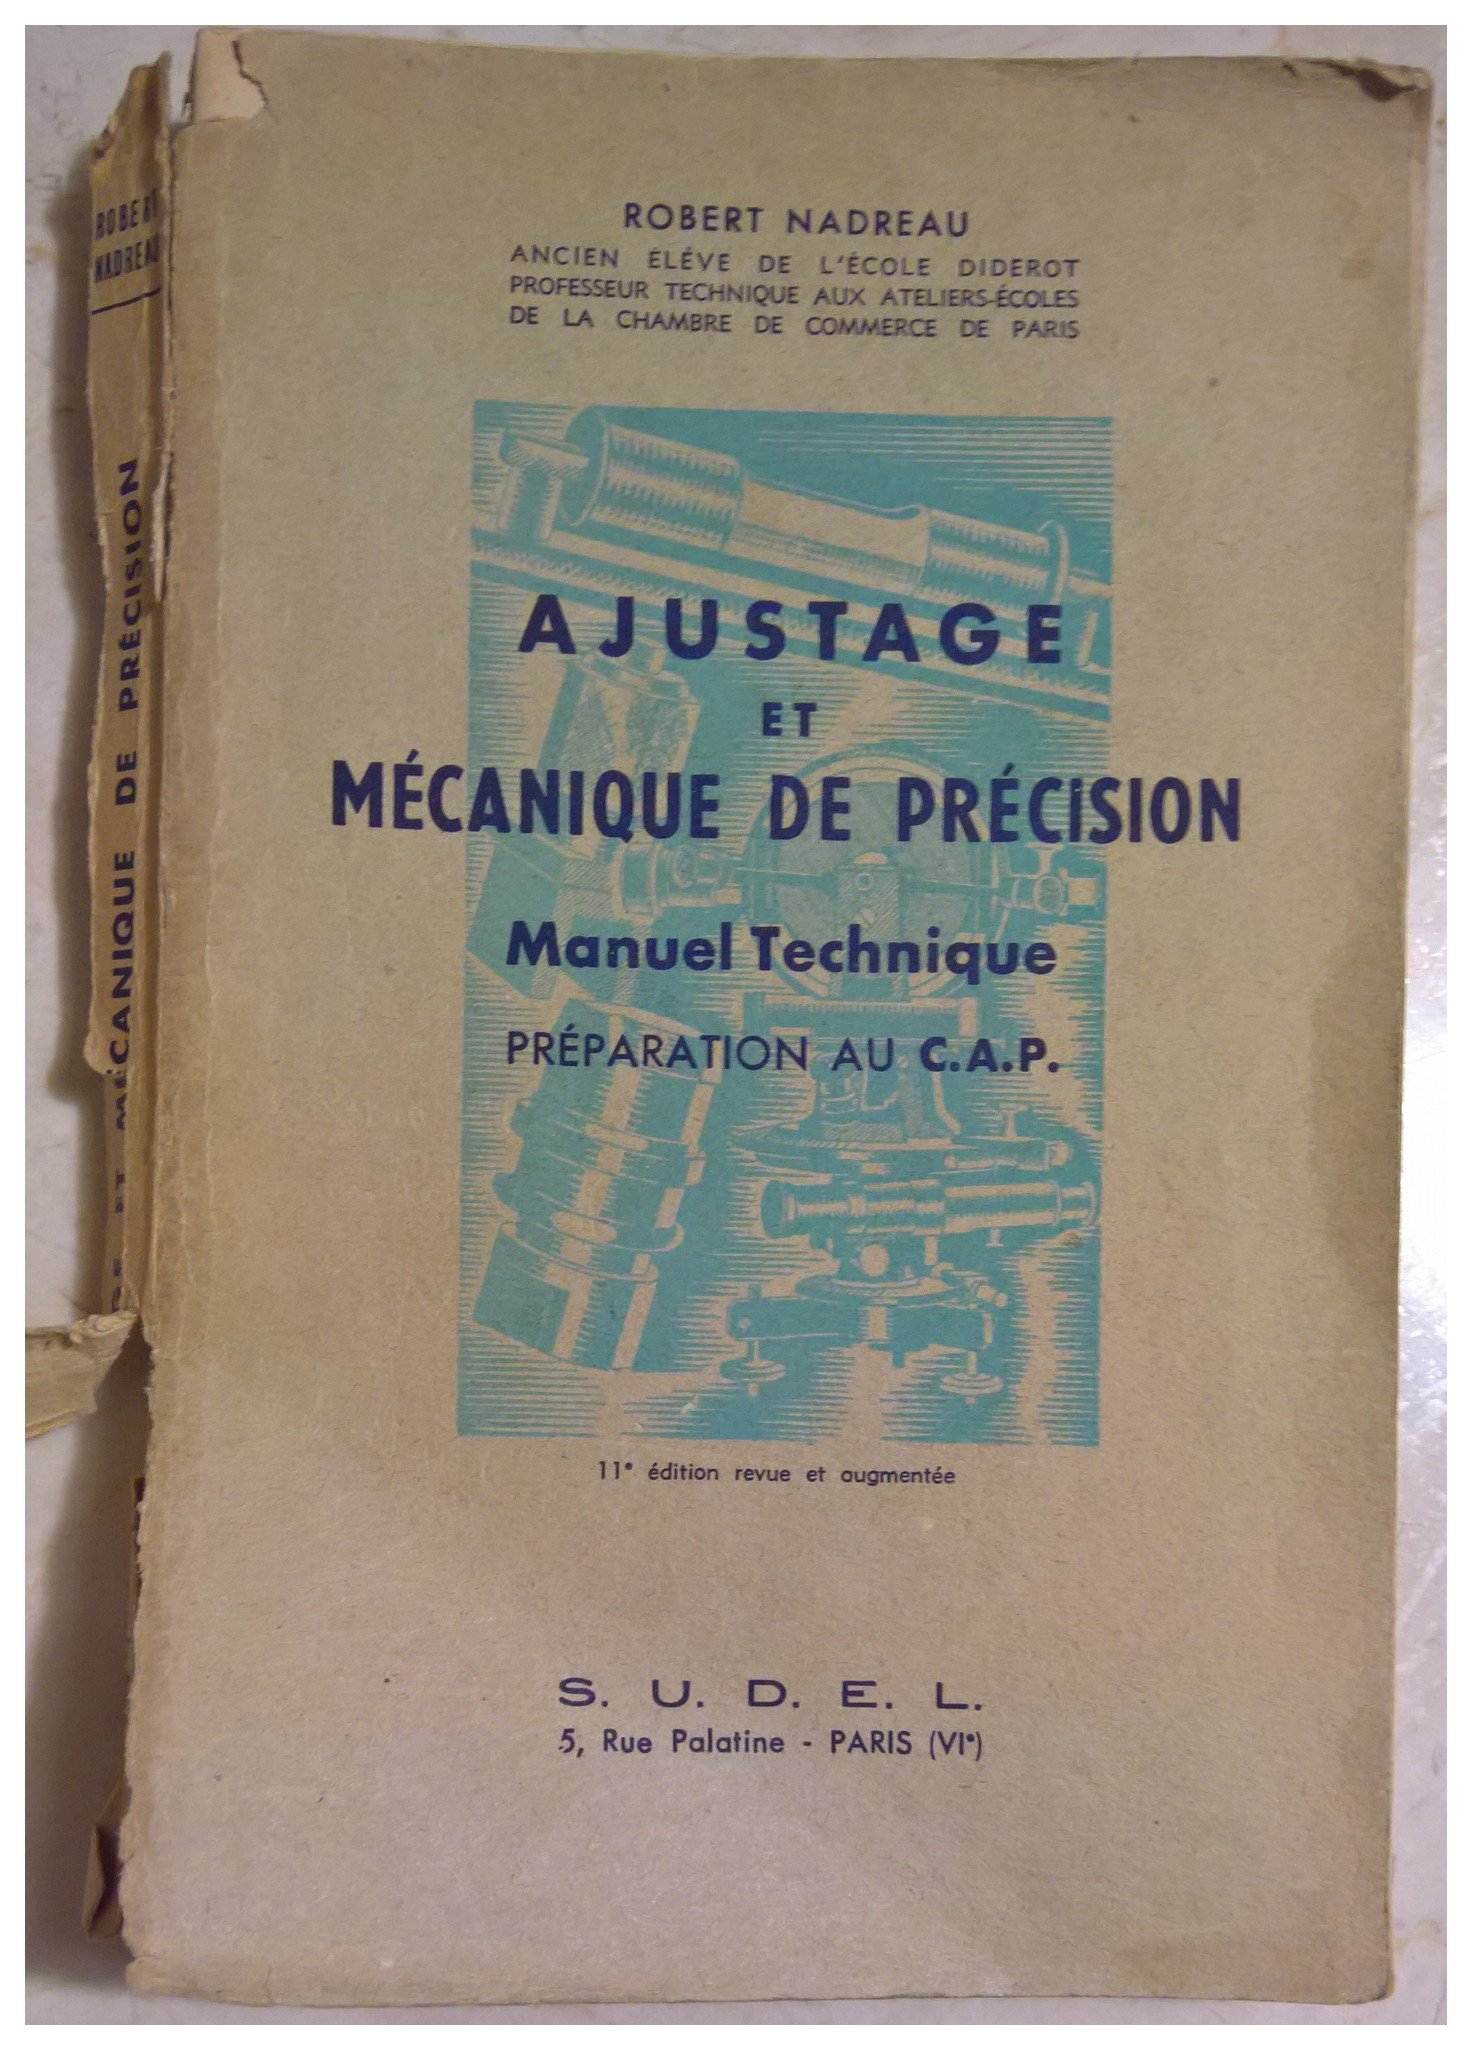 ROBERT
NADREAU
ET MÉCANIQUE DE PRÉCISION
ROBERT NADREAU
ANCIEN ÉLÉVE DE L'ÉCOLE DIDEROT
PROFESSEUR TECHNIQUE AUX ATELIERS-ÉCOLES
DE LA CHAMBRE DE COMMERCE DE PARIS
AJUSTAGE
ET
MÉCANIQUE DE PRÉCISION
Manuel Technique
PRÉPARATION AU C.A.P.
11e édition revue et augmentée
S. U. D. E. L.
5, Rue Palatine - PARIS (VIe)